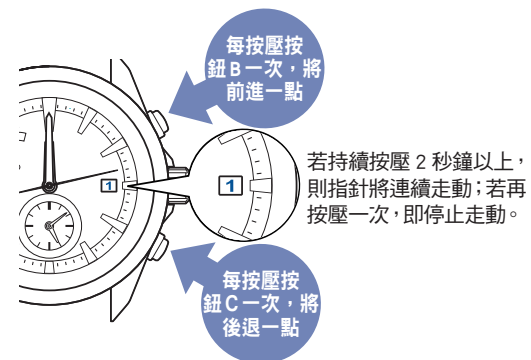 每按壓按
鈕B一次，將
前進一點
1
1
若持續按壓 2 秒鐘以上，
則指針將連續走動；若再
按壓一次，即停止走動。
每按壓按
鈕C一次，將
後退一點